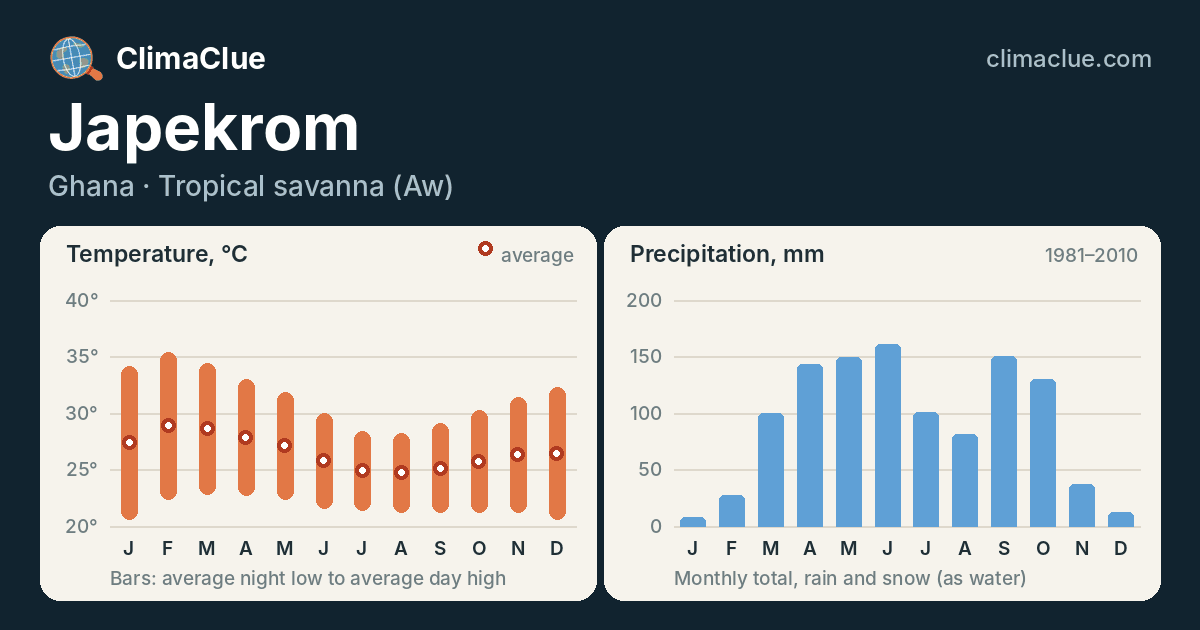 ClimaClue
climaclue.com
Japekrom
Ghana · Tropical savanna (Aw)
Temperature, °C
average
40°
35°
30°
25°
20°
J F M A M J J A S O N D
Bars: average night low to average day high
Precipitation, mm
1981–2010
200
150
100
50
0
J F M A M J J A S O N D
Monthly total, rain and snow (as water)